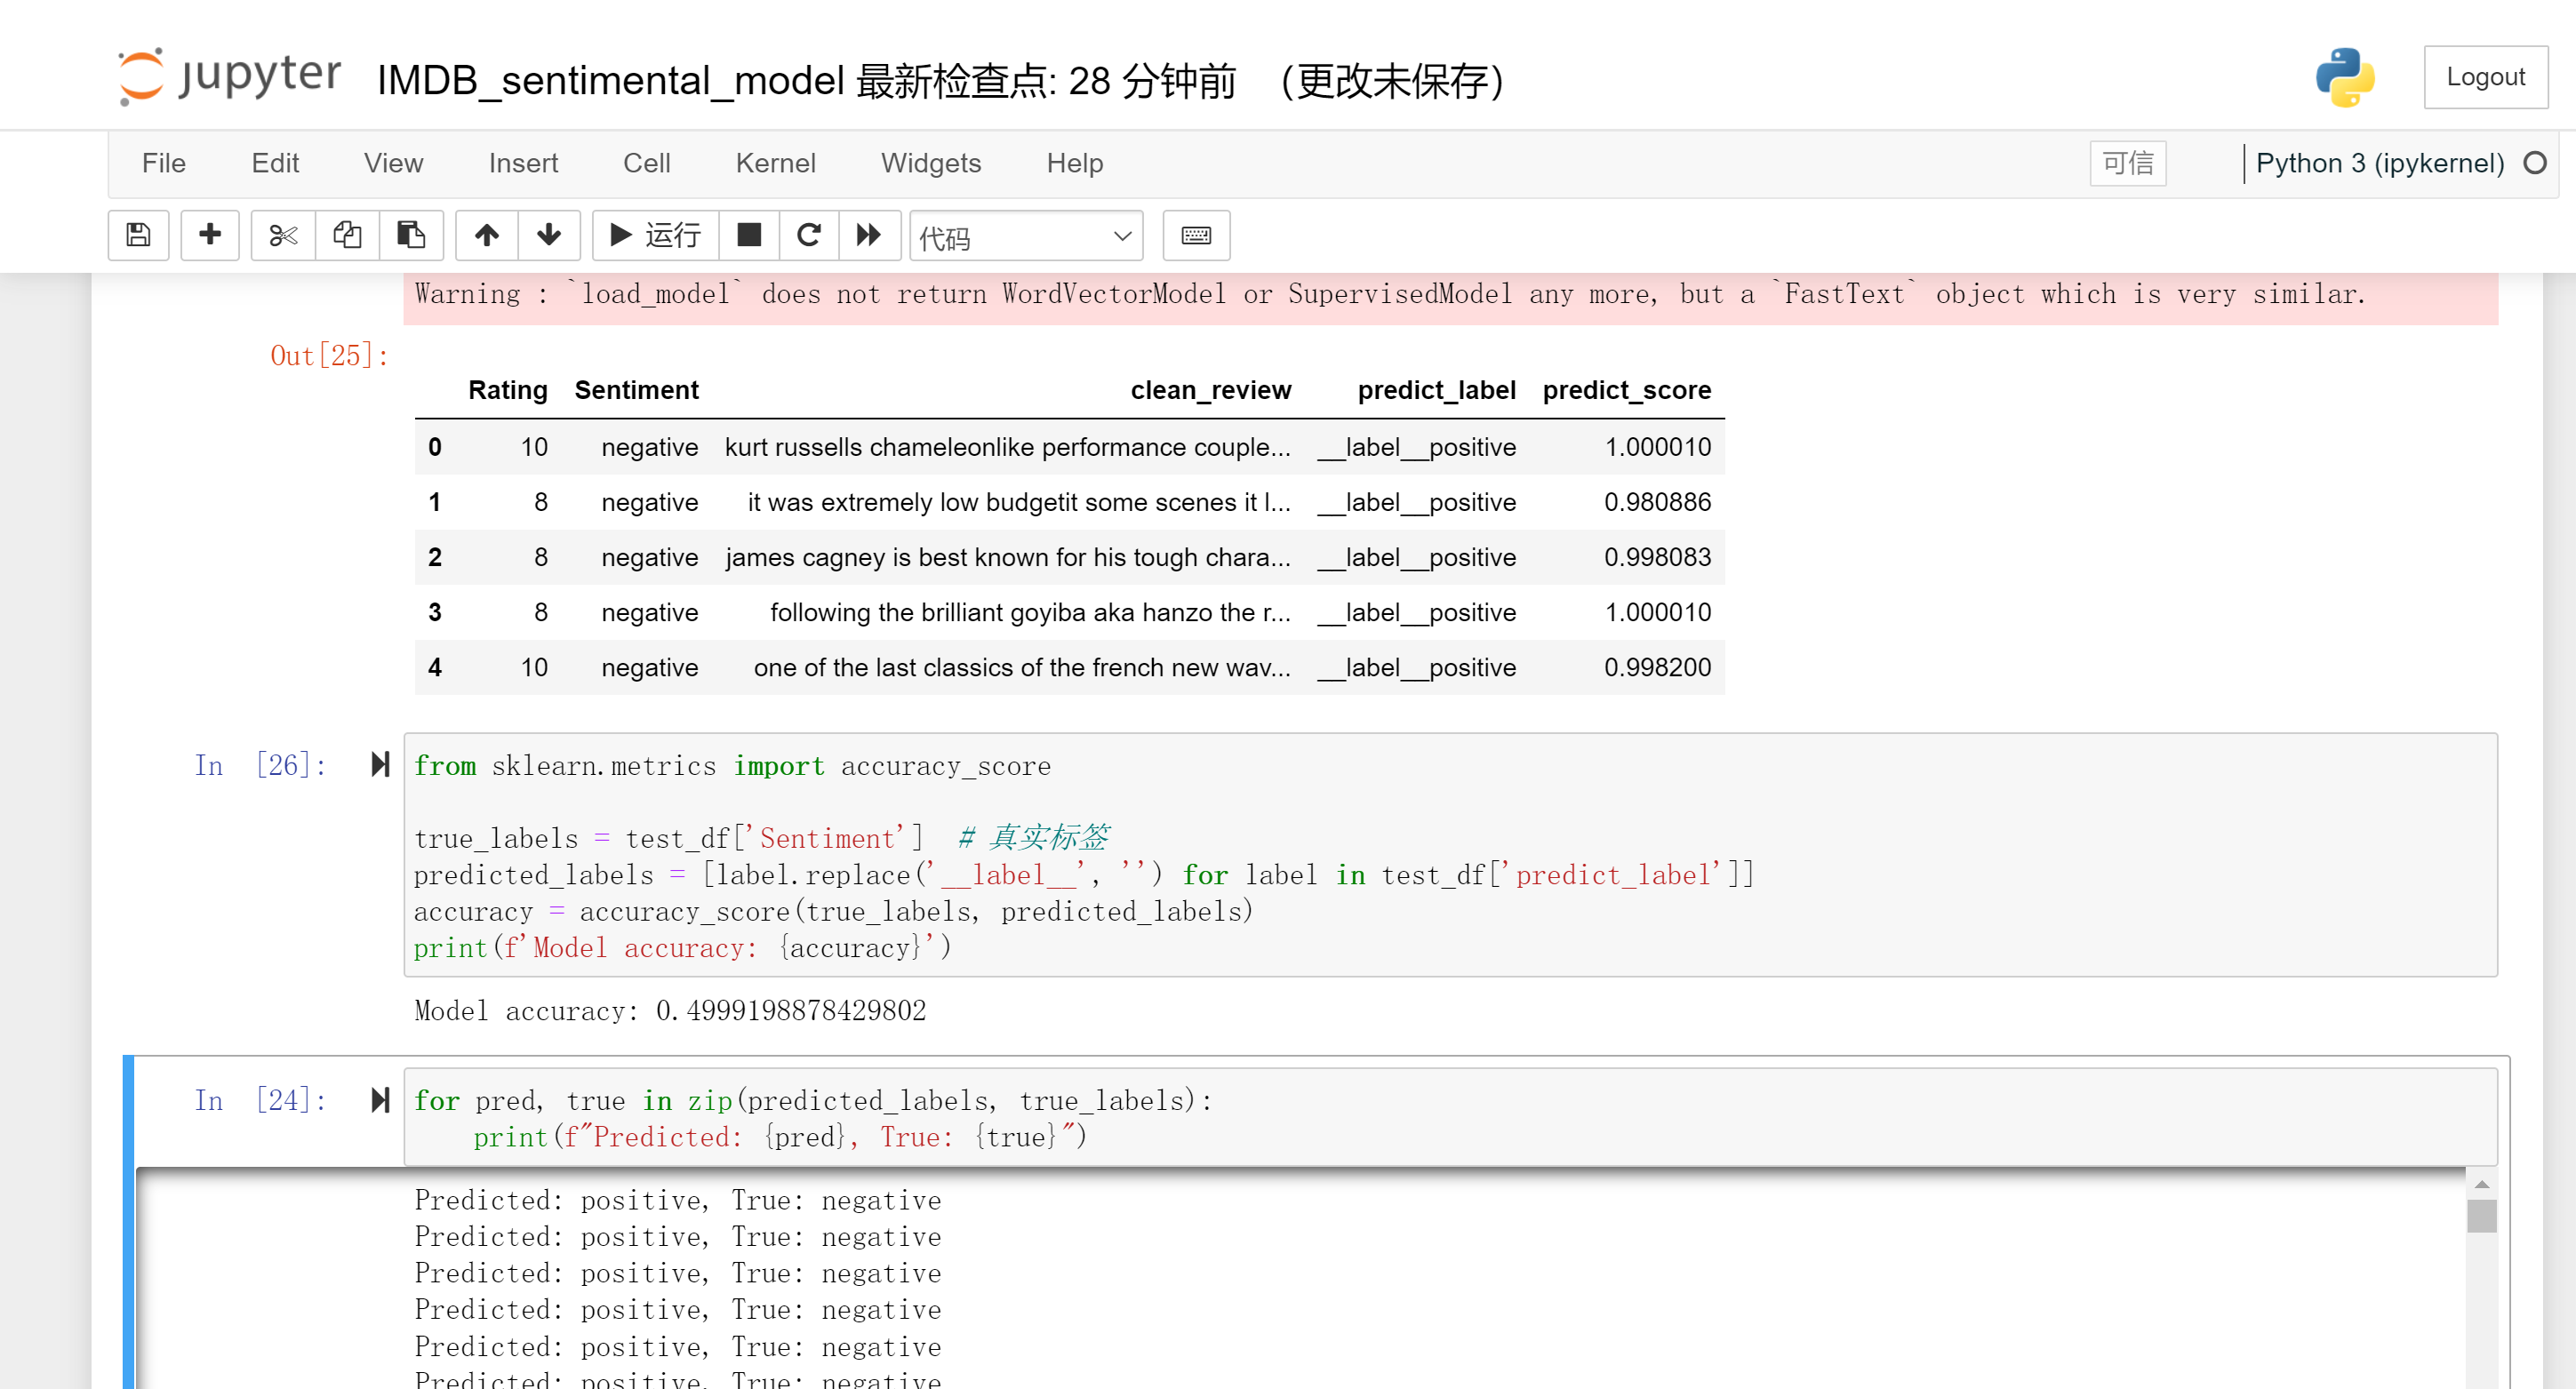 jupyter IMDB_sentimental_model 最新检查点: 28 分钟前 (更改未保存) Logout
File Edit View Insert Cell Kernel Widgets Help 可信 Python 3 (ipykernel)
运行 代码
Warning : `load_model` does not return WordVectorModel or SupervisedModel any more, but a `FastText` object which is very similar.
Out[25]:
Rating Sentiment clean_review predict_label predict_score
0 10 negative kurt russells chameleonlike performance couple... __label__positive 1.000010
1 8 negative it was extremely low budgetit some scenes it l... __label__positive 0.980886
2 8 negative james cagney is best known for his tough chara... __label__positive 0.998083
3 8 negative following the brilliant goyiba aka hanzo the r... __label__positive 1.000010
4 10 negative one of the last classics of the french new wav... __label__positive 0.998200
In [26]: from sklearn.metrics import accuracy_score
true_labels = test_df['Sentiment'] # 真实标签
predicted_labels = [label.replace('__label__', '') for label in test_df['predict_label']]
accuracy = accuracy_score(true_labels, predicted_labels)
print(f'Model accuracy: {accuracy}')
Model accuracy: 0.4999198878429802
In [24]: for pred, true in zip(predicted_labels, true_labels):
print(f"Predicted: {pred}, True: {true}")
Predicted: positive, True: negative
Predicted: positive, True: negative
Predicted: positive, True: negative
Predicted: positive, True: negative
Predicted: positive, True: negative
Predicted: positive, True: negative